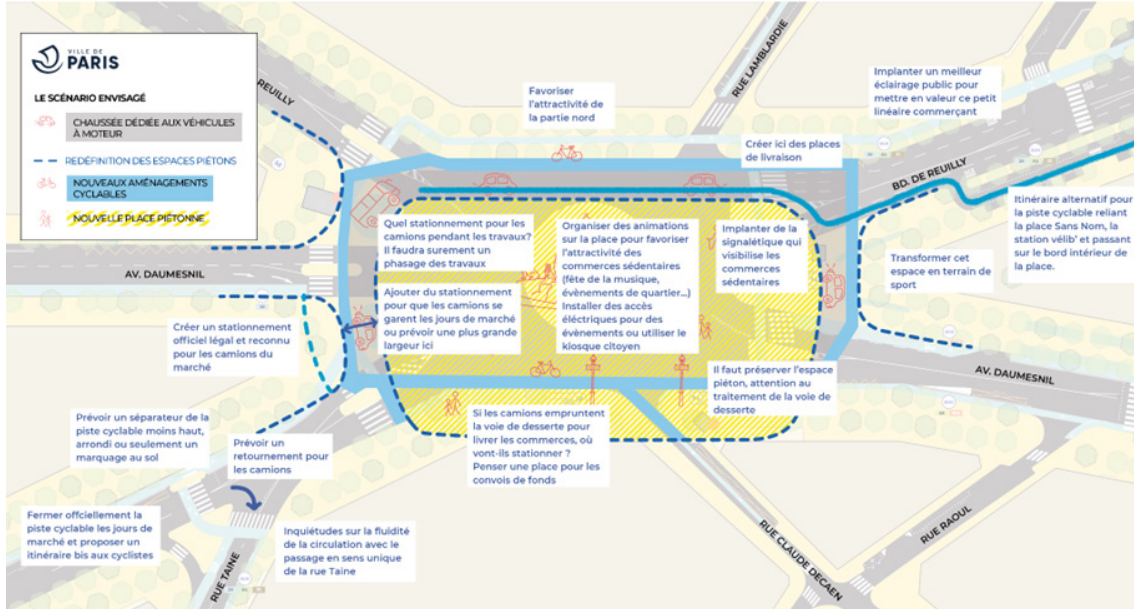 VILLE DE
PARIS
LE SCÉNARIO ENVISAGÉ
CHAUSSÉE DÉDIÉE AUX VÉHICULES
À MOTEUR
REDÉFINITION DES ESPACES PIÉTONS
NOUVEAUX AMÉNAGEMENTS
CYCLABLES
NOUVELLE PLACE PIÉTONNE
REUILLY
RUE LAMBLARDIE
Favoriser
l'attractivité de
la partie nord
Implanter un meilleur
éclairage public pour
mettre en valeur ce petit
linéaire commerçant
Créer ici des places
de livraison
BD. DE REUILLY
Itinéraire alternatif pour
la piste cyclable reliant
la place Sans Nom, la
station vélib' et passant
sur le bord intérieur de
la place.
Quel stationnement pour les
camions pendant les travaux?
Il faudra surement un
phasage des travaux
Organiser des animations
sur la place pour favoriser
l'attractivité des
commerces sédentaires
(fête de la musique,
évènements de quartier...)
Installer des accès
éléctriques pour des
évènements ou utiliser le
kiosque citoyen
Implanter de la
signalétique qui
visibilise les
commerces
sédentaires
Transformer cet
espace en terrain de
sport
AV. DAUMESNIL
Ajouter du stationnement
pour que les camions se
garent les jours de marché
ou prévoir une plus grande
largeur ici
Créer un stationnement
officiel légal et reconnu
pour les camions du
marché
Il faut préserver l'espace
piéton, attention au
traitement de la voie de
desserte
AV. DAUMESNIL
Prévoir un séparateur de la
piste cyclable moins haut,
arrondi ou seulement un
marquage au sol
Prévoir un
retournement pour
les camions
Si les camions empruntent
la voie de desserte pour
livrer les commerces, où
vont-ils stationner ?
Penser une place pour les
convois de fonds
Fermer offciellement la
piste cyclable les jours de
marché et proposer un
itinéraire bis aux cyclistes
Inquiétudes sur la fluidité
de la circulation avec le
passage en sens unique
de la rue Taine
RUE TAINE
RUE CLAUDE DECAEN
RUE RAOUL